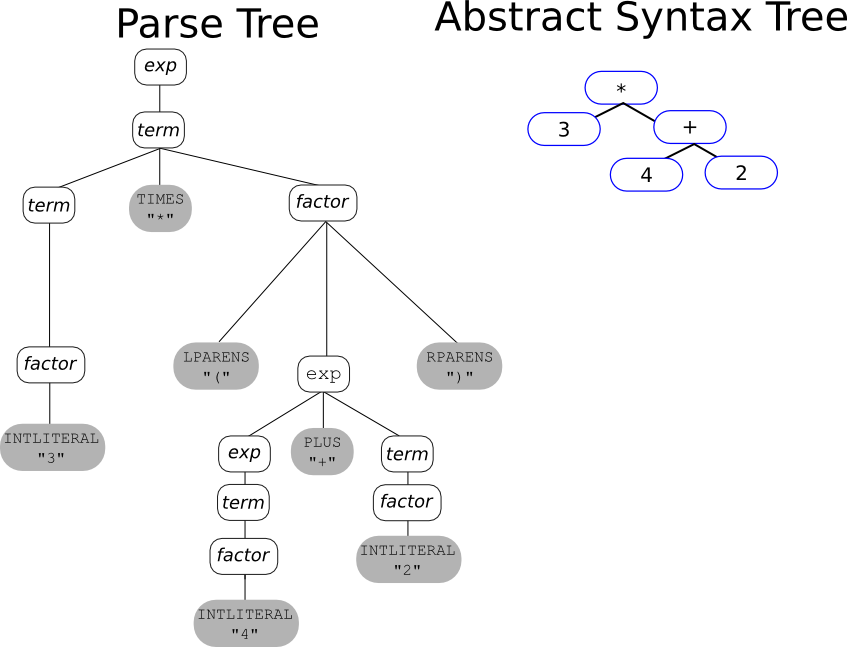 Parse Tree
Abstract Syntax Tree
exp
term
term
TIMES
"*"
factor
factor
INTLITERAL
"3"
LPARENS
"("
exp
RPARENS
")"
exp
PLUS
"+"
term
term
factor
factor
INTLITERAL
"2"
INTLITERAL
"4"
*
3
+
4
2